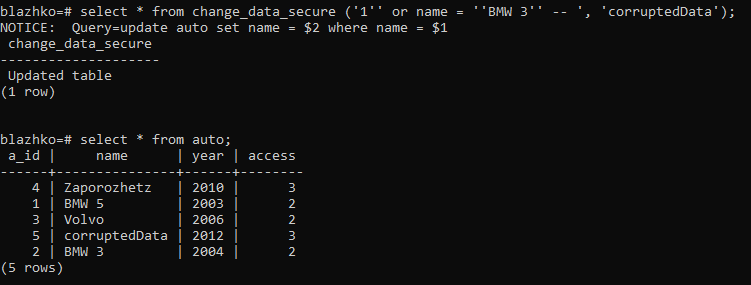 blazhko=# select * from change_data_secure ('1'' or name = ''BMW 3'' -- ', 'corruptedData');
NOTICE:  Query=update auto set name = $2 where name = $1
 change_data_secure
--------------------
 Updated table
(1 row)


blazhko=# select * from auto;
 a_id |     name      | year | access
------+---------------+------+--------
    4 | Zaporozhetz   | 2010 |      3
    1 | BMW 5         | 2003 |      2
    3 | Volvo         | 2006 |      2
    5 | corruptedData | 2012 |      3
    2 | BMW 3         | 2004 |      2
(5 rows)